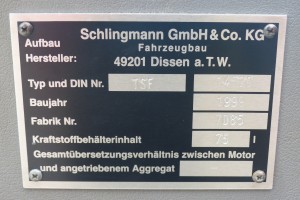 Schlingmann GmbH & Co. KG
Aufbau
Fahrzeugbau
Hersteller:
49201 Dissen a.T.W.
Typ und DIN Nr. TSF
Baujahr
Fabrik Nr.
Kraftstoffbehälterinhalt l
Gesamtübersetzungsverhältnis zwischen Motor
und angetriebenem Aggregat